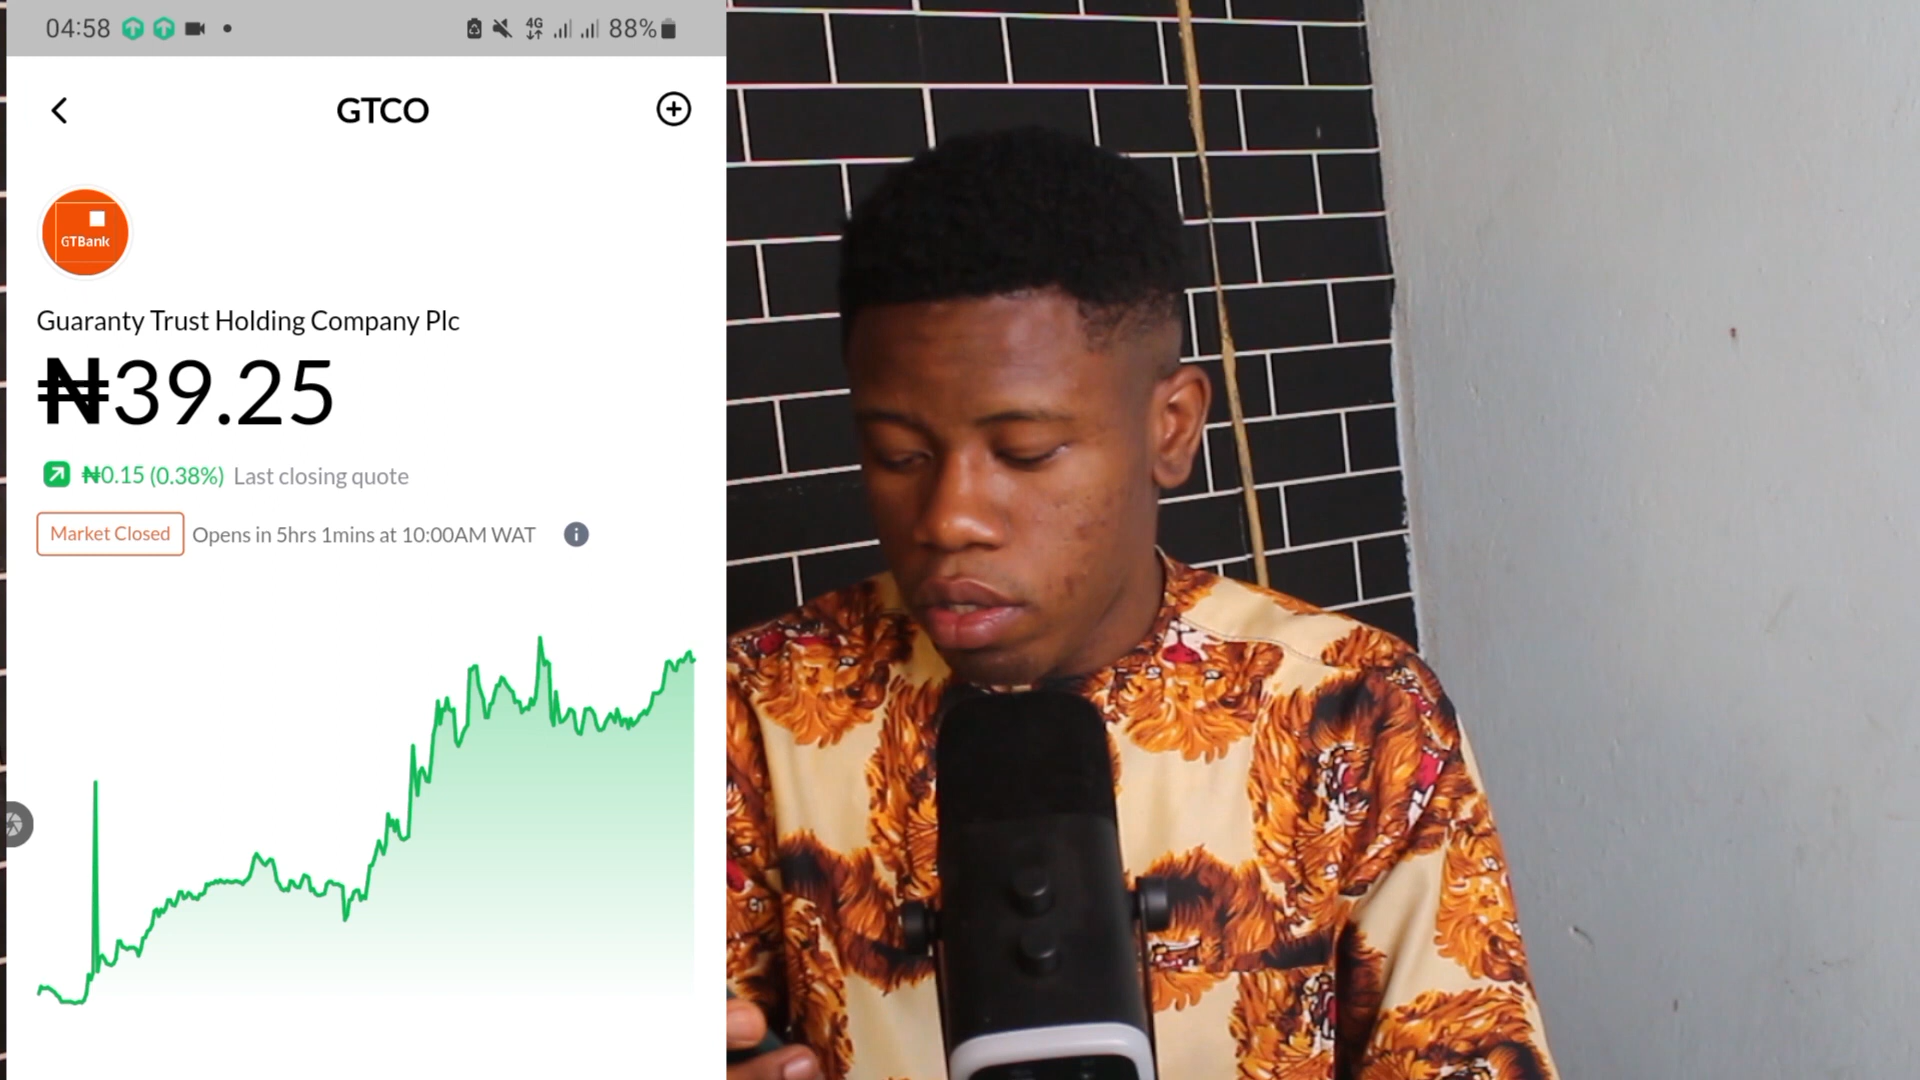 04:58 4G 88%
GTCO
GTBank
Guaranty Trust Holding Company Plc
₦39.25
₦0.15 (0.38%) Last closing quote
Market Closed Opens in 5hrs 1mins at 10:00AM WAT